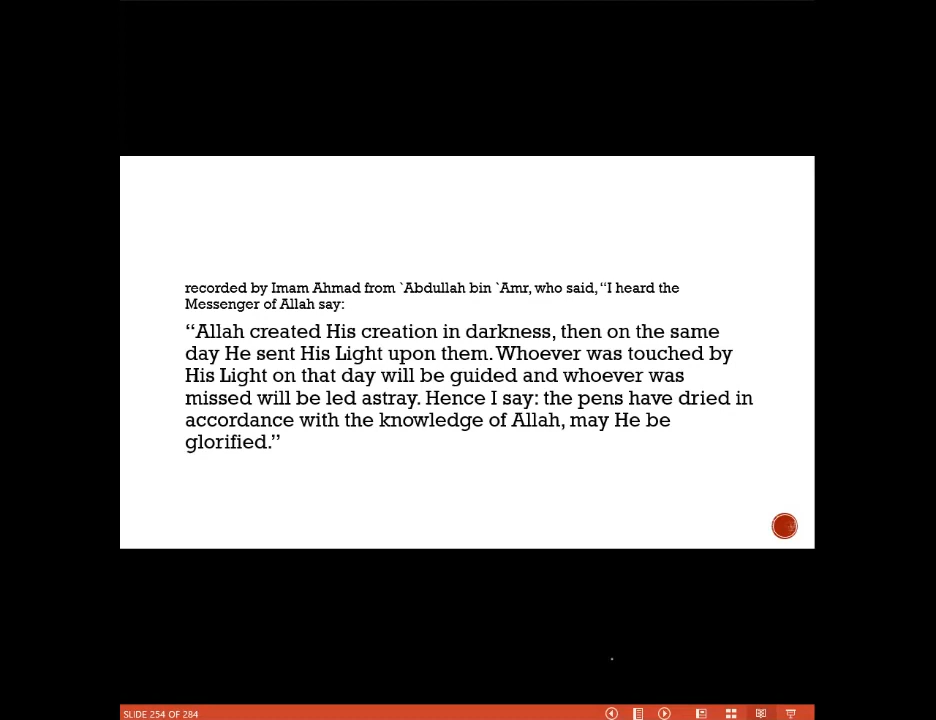 recorded by Imam Ahmad from `Abdullah bin `Amr, who said, “I heard the
Messenger of Allah say:
“Allah created His creation in darkness, then on the same
day He sent His Light upon them. Whoever was touched by
His Light on that day will be guided and whoever was
missed will be led astray. Hence I say: the pens have dried in
accordance with the knowledge of Allah, may He be
glorified.”
SLIDE 254 OF 284